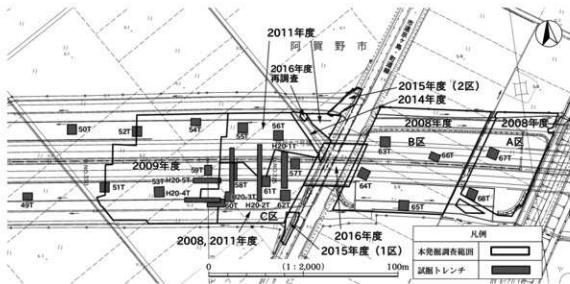 2011年度
阿賀野市
2016年度
再調査
2015年度（2区）
2014年度
2008年度
2008年度
50T
52T
54T
55T
56T
H20-1T
B区
A区
63T
66T
67T
2009年度
59T
57T
51T
53T
H20-5T
H20-4T
58T
61T
64T
68T
49T
60T
H20-3T
H20-2T
62T
65T
C区
2008, 2011年度
2016年度
2015年度（1区）
凡例
本発掘調査範囲
試掘トレンチ
0
(1:2,000)
100m